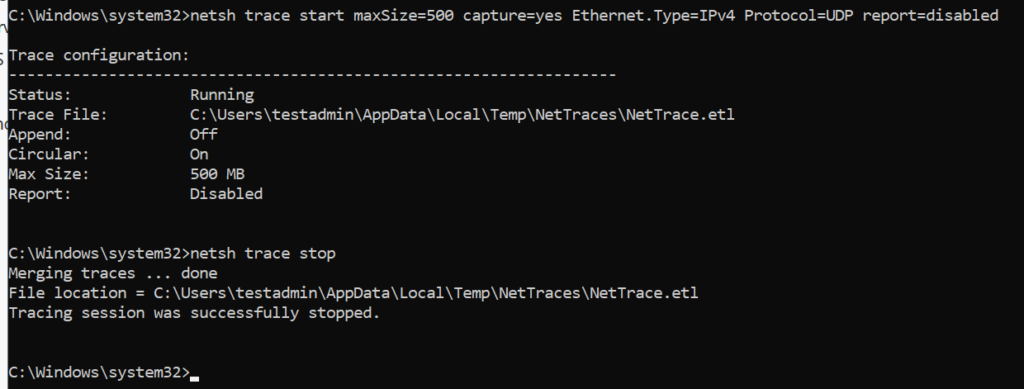 C:\Windows\system32>netsh trace start maxSize=500 capture=yes Ethernet.Type=IPv4 Protocol=UDP report=disabled
Trace configuration:
-------------------------------------------------------------------
Status: Running
Trace File: C:\Users\testadmin\AppData\Local\Temp\NetTraces\NetTrace.etl
Append: Off
Circular: On
Max Size: 500 MB
Report: Disabled
C:\Windows\system32>netsh trace stop
Merging traces ... done
File location = C:\Users\testadmin\AppData\Local\Temp\NetTraces\NetTrace.etl
Tracing session was successfully stopped.
C:\Windows\system32>